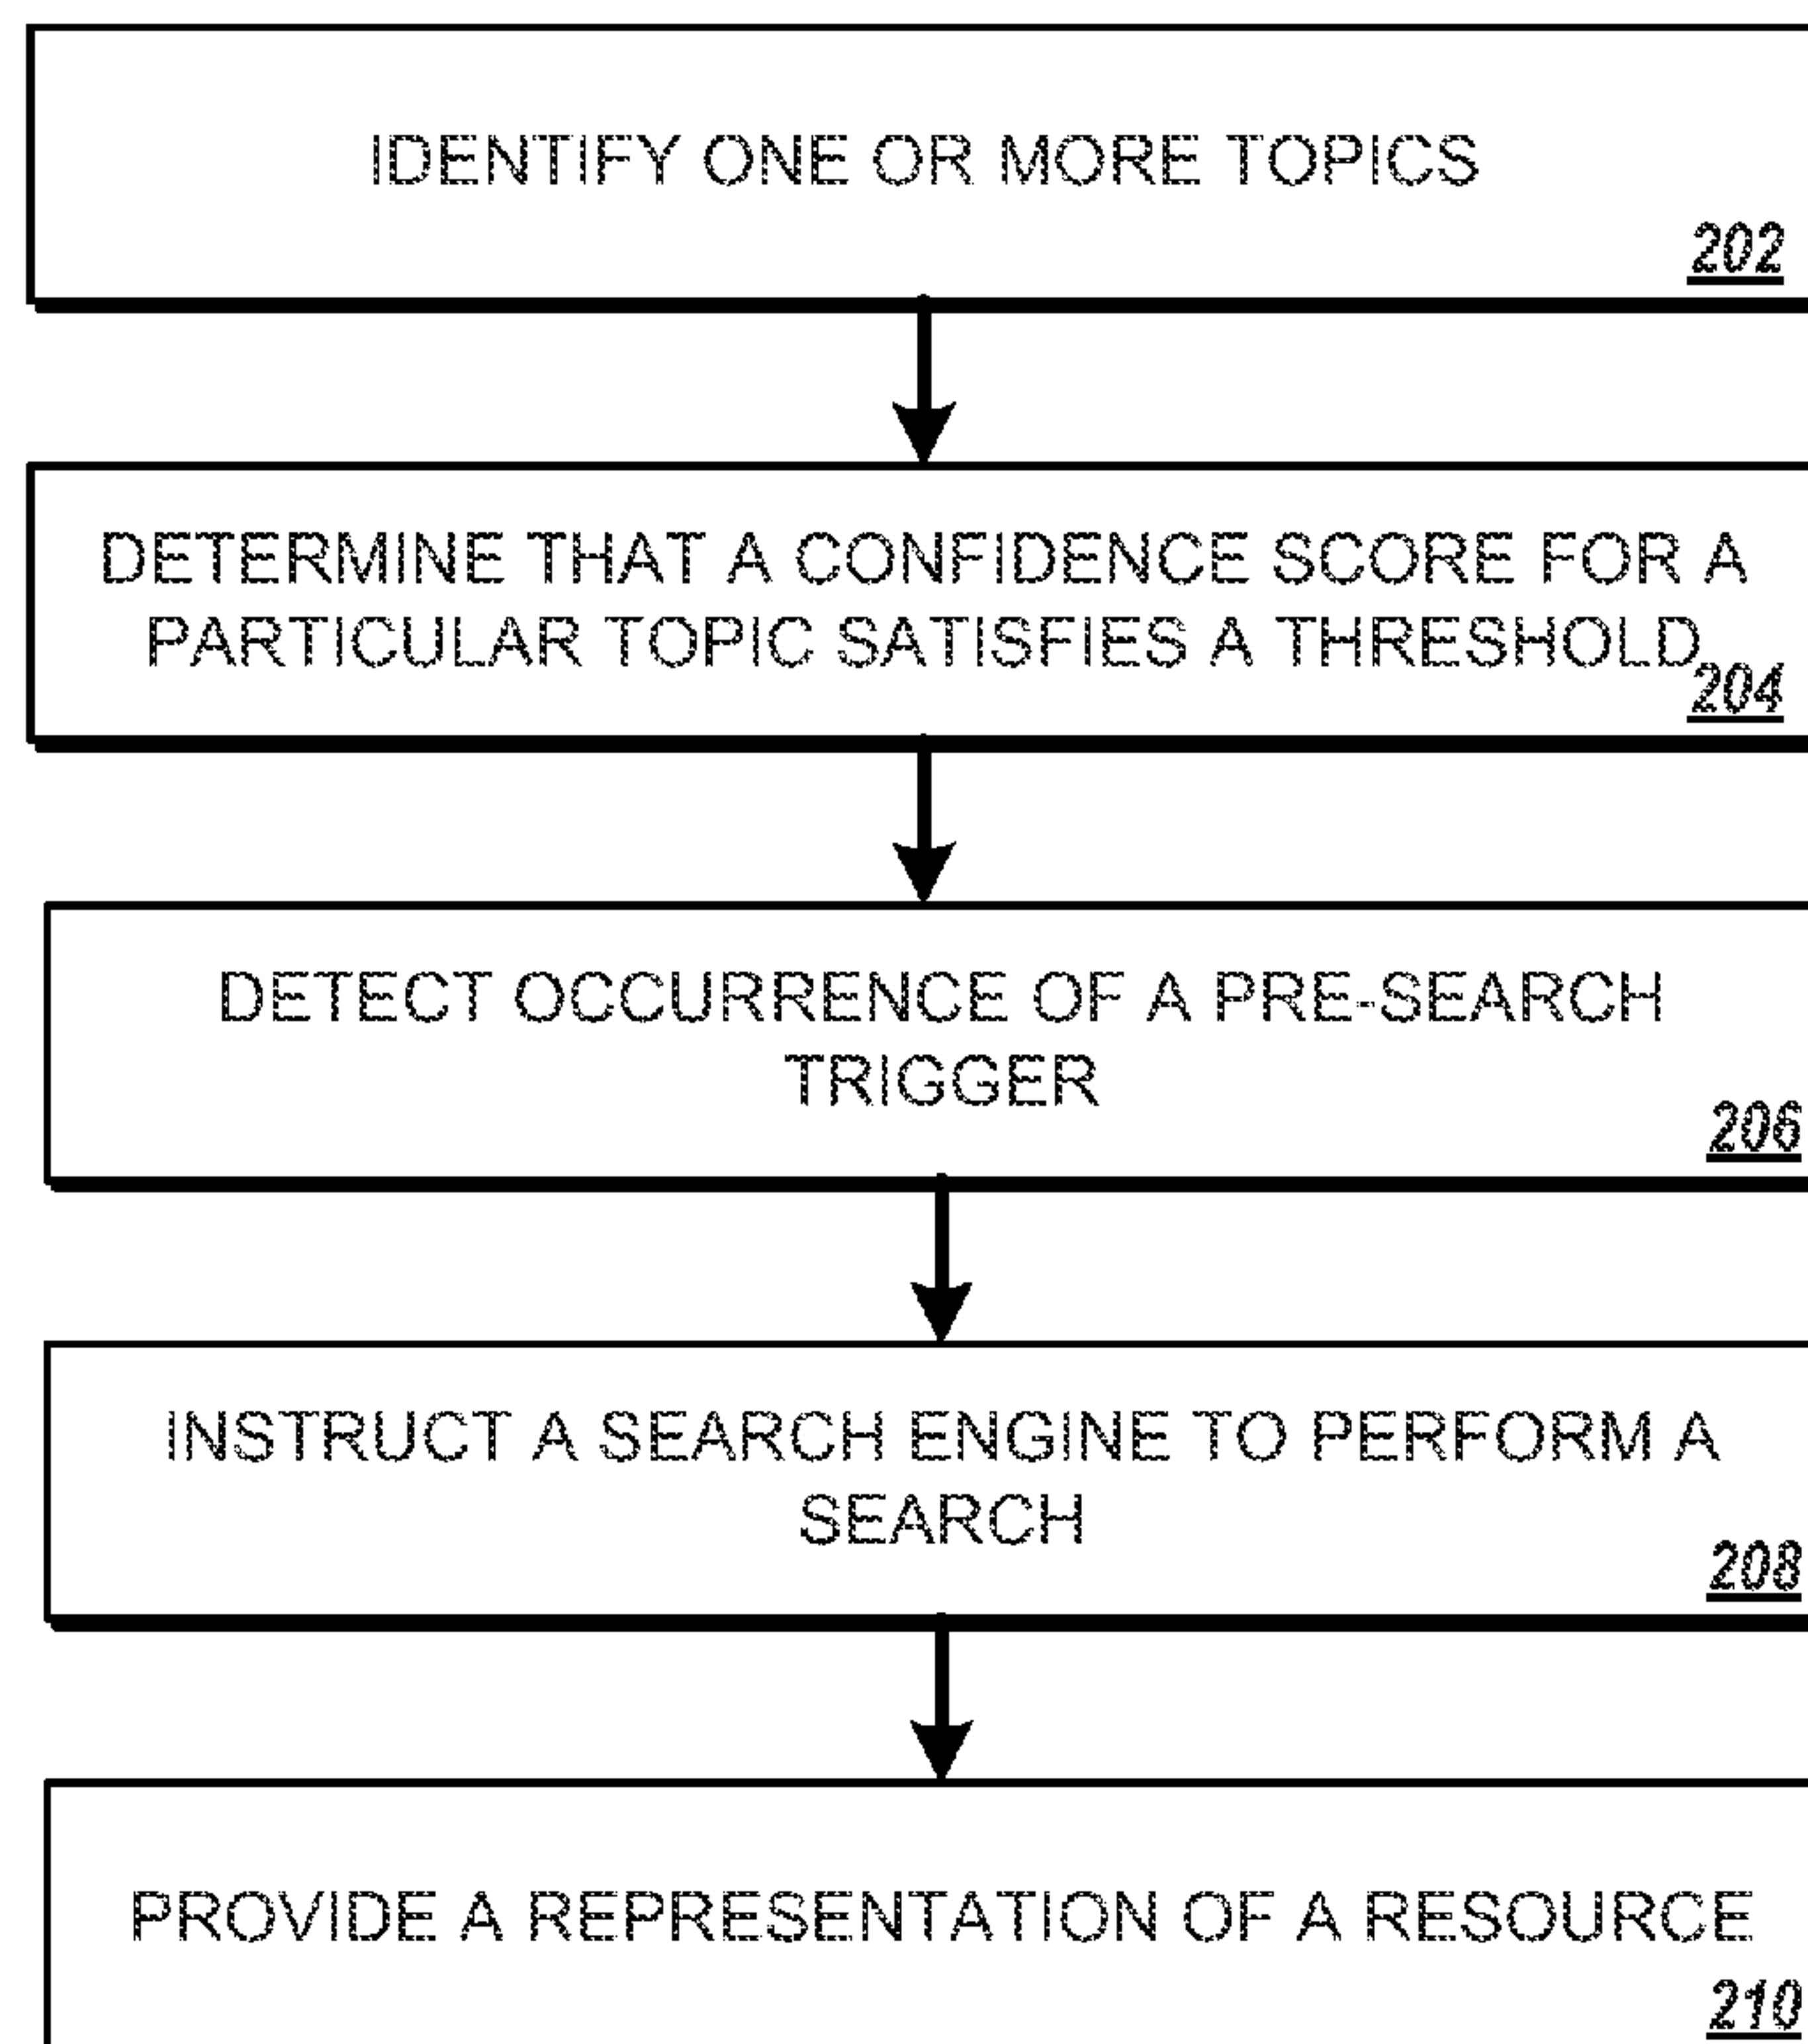 IDENTIFY ONE OR MORE TOPICS
202
DETERMINE THAT A CONFIDENCE SCORE FOR A
PARTICULAR TOPIC SATISFIES A THRESHOLD
204
DETECT OCCURRENCE OF A PRE-SEARCH
TRIGGER
206
INSTRUCT A SEARCH ENGINE TO PERFORM A
SEARCH
208
PROVIDE A REPRESENTATION OF A RESOURCE
210